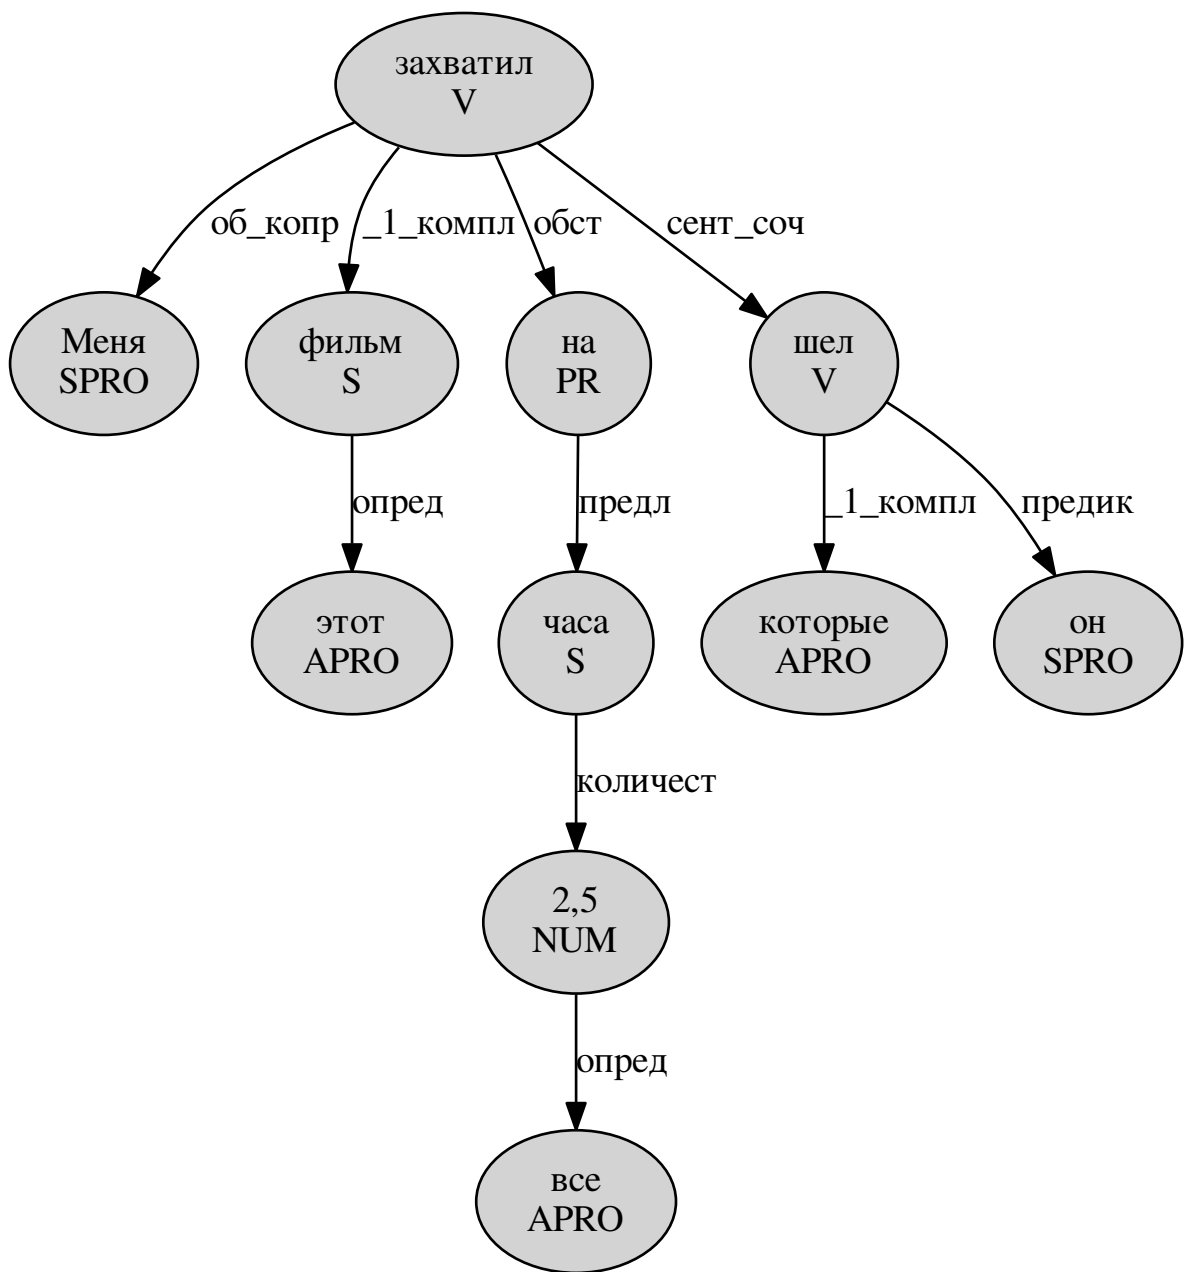 захватил
V
об_копр
_1_компл
обст
сент_соч
Меня
SPRO
фильм
S
на
PR
шел
V
опред
предл
_1_компл
предик
этот
APRO
часа
S
которые
APRO
он
SPRO
количест
2,5
NUM
опред
все
APRO